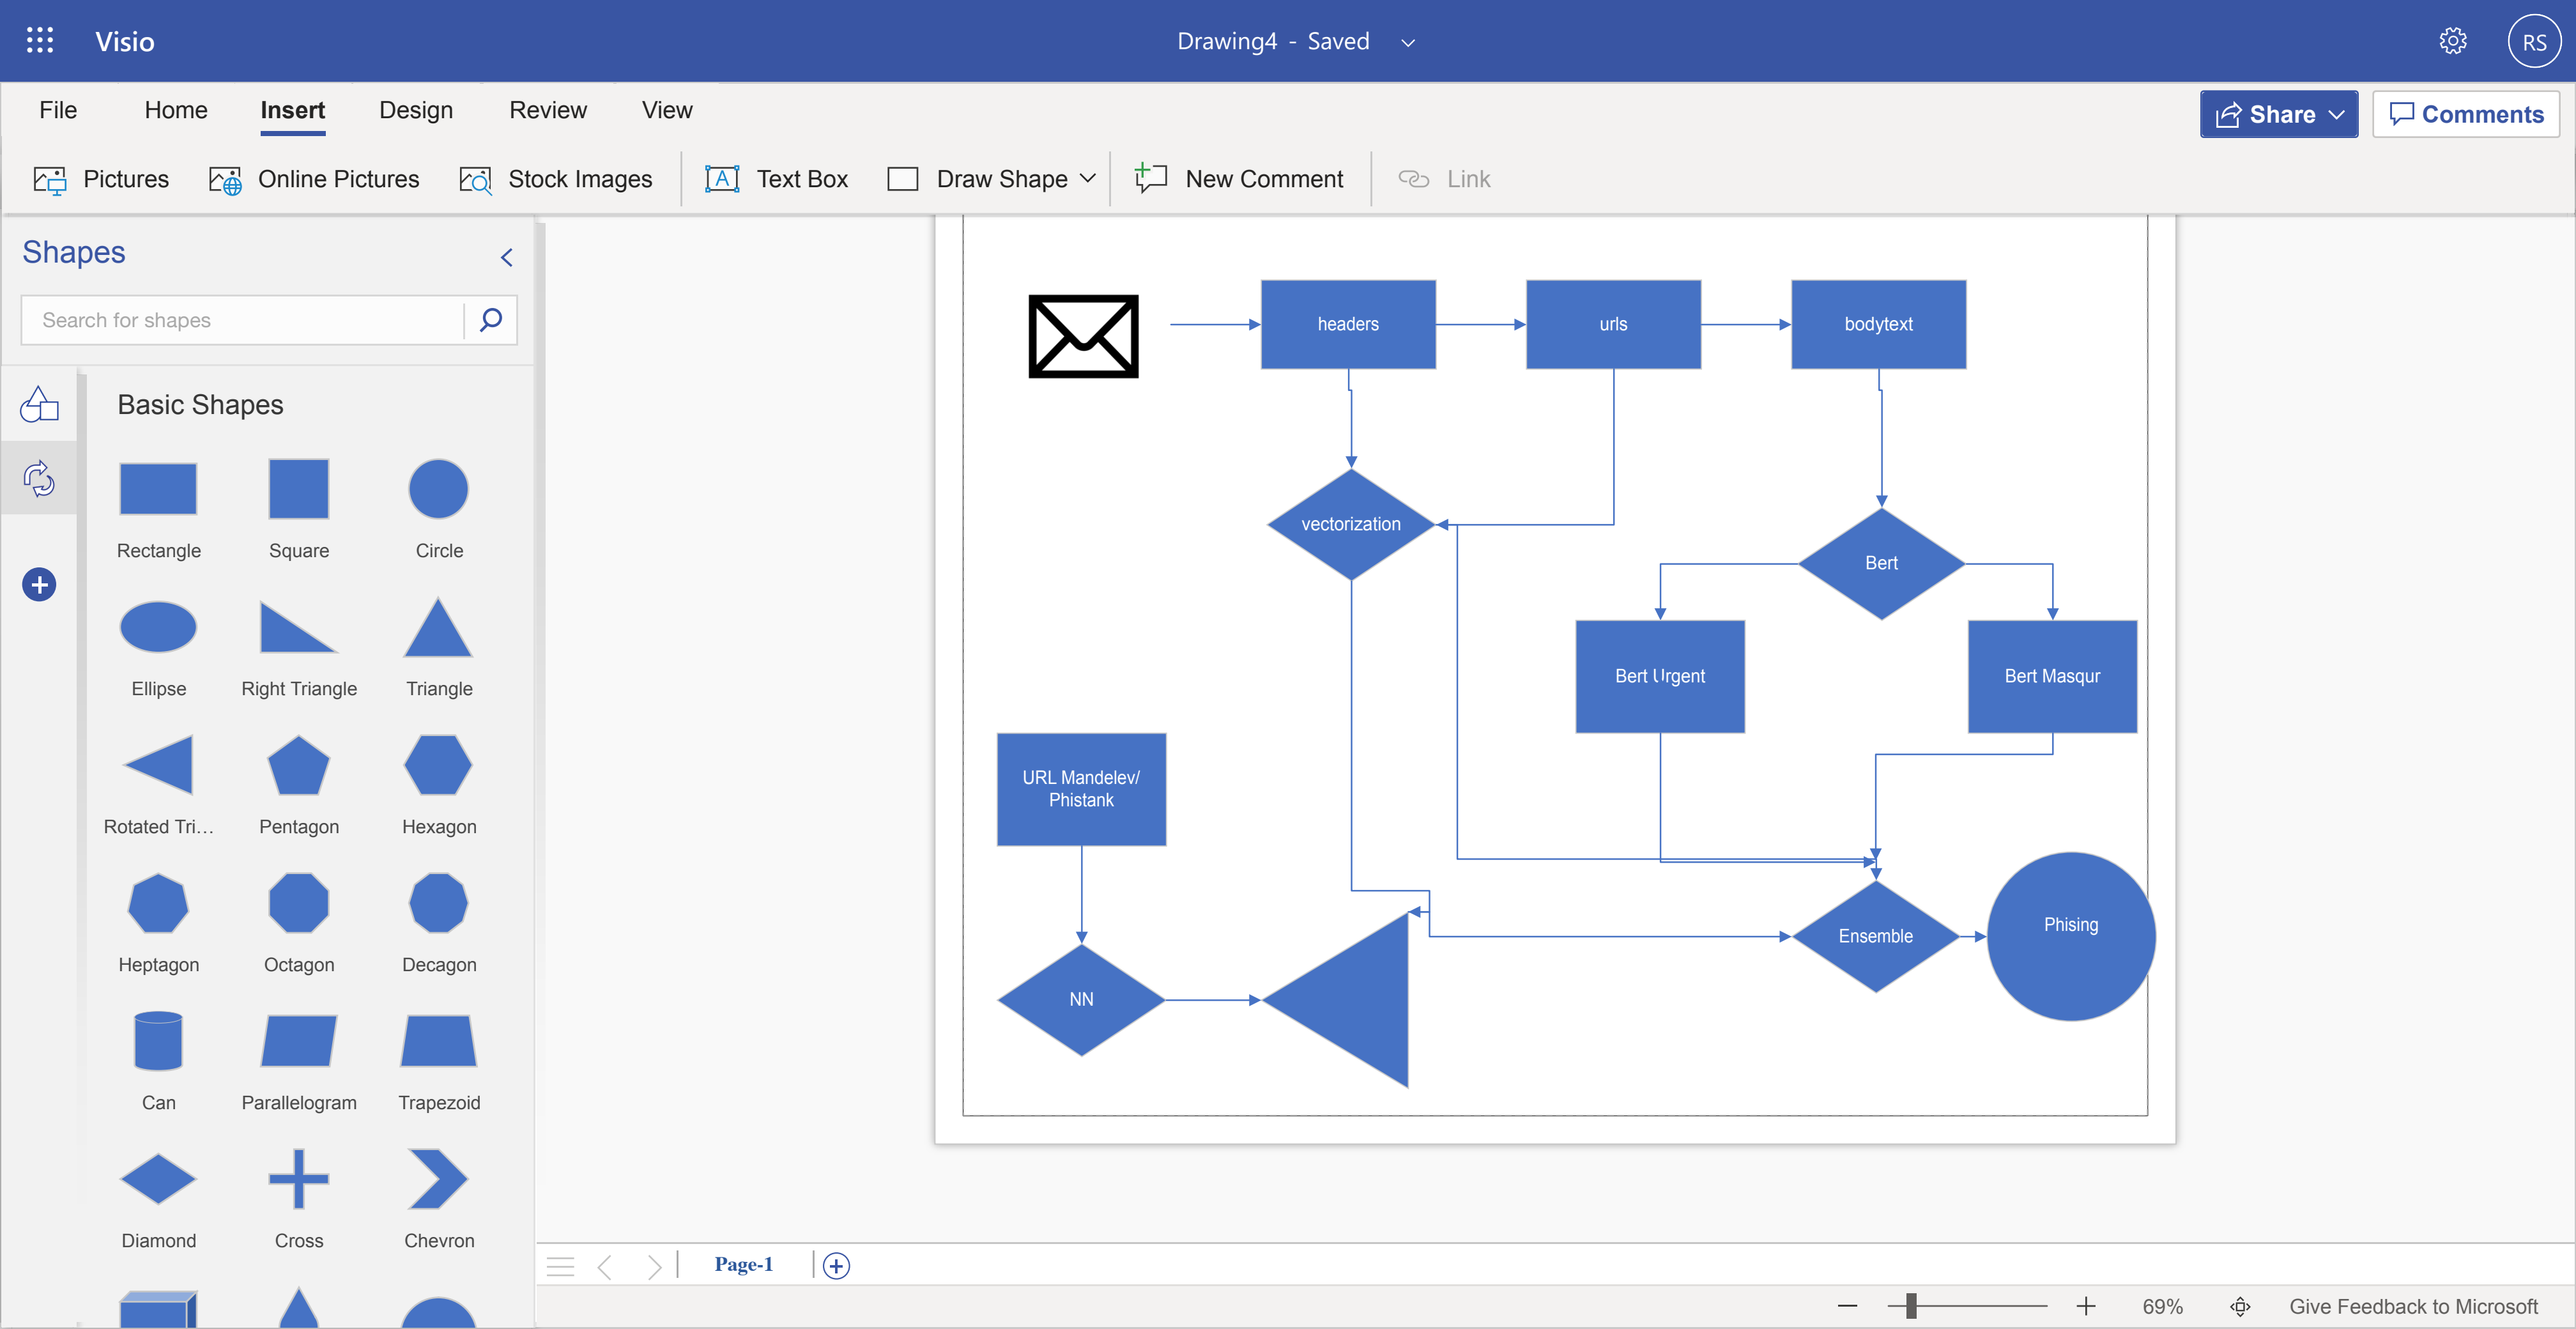 Visio
Drawing4 - Saved
RS
File
Home
Insert
Design
Review
View
Share
Comments
Pictures
Online Pictures
Stock Images
Text Box
Draw Shape
New Comment
Link
Shapes
Search for shapes
Basic Shapes
Rectangle
Square
Circle
Ellipse
Right Triangle
Triangle
Rotated Tri...
Pentagon
Hexagon
Heptagon
Octagon
Decagon
Can
Parallelogram
Trapezoid
Diamond
Cross
Chevron
headers
urls
bodytext
vectorization
Bert
Bert Urgent
Bert Masqur
URL Mandelev/
Phistank
NN
Ensemble
Phising
Page-1
69%
Give Feedback to Microsoft